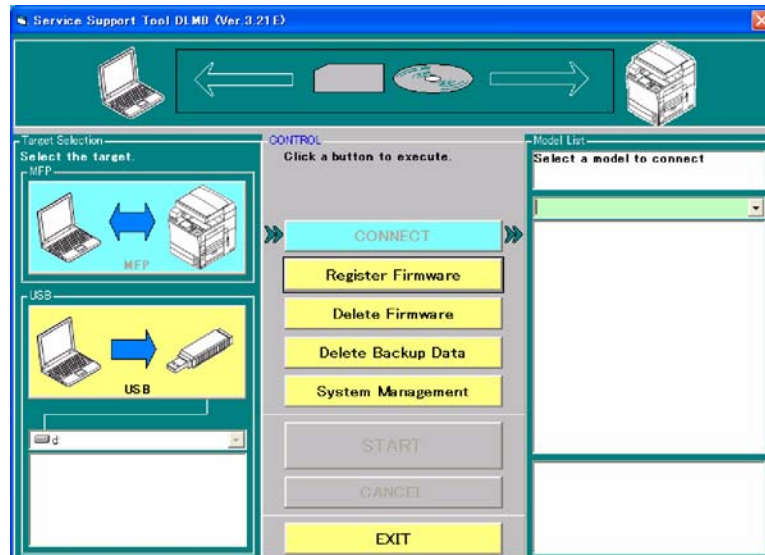 Service Support Tool DLMD (Ver.3.21E)
Target Selection
Select the target.
MFP
MFP
USB
USB
d:
CONTROL
Click a button to execute.
CONNECT
Register Firmware
Delete Firmware
Delete Backup Data
System Management
START
CANCEL
EXIT
Model List
Select a model to connect